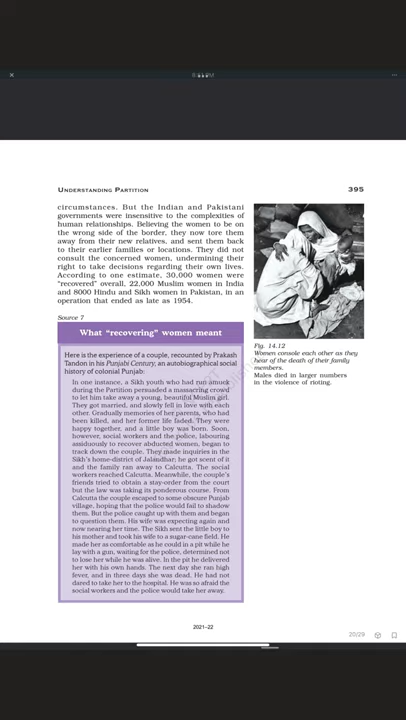 UNDERSTANDING PARTITION
395
circumstances. But the Indian and Pakistani
governments were insensitive to the complexities of
human relationships. Believing the women to be on
the wrong side of the border, they now tore them
away from their new relatives, and sent them back
to their earlier families or locations. They did not
consult the concerned women, undermining their
right to take decisions regarding their own lives.
According to one estimate, 30,000 women were
“recovered” overall, 22,000 Muslim women in India
and 8000 Hindu and Sikh women in Pakistan, in an
operation that ended as late as 1954.
Source 7
What “recovering” women meant
Here is the experience of a couple, recounted by Prakash
Tandon in his Punjabi Century, an autobiographical social
history of colonial Punjab:
In one instance, a Sikh youth who had run amuck
during the Partition persuaded a massacring crowd
to let him take away a young, beautiful Muslim girl.
They got married, and slowly fell in love with each
other. Gradually memories of her parents, who had
been killed, and her former life faded. They were
happy together, and a little boy was born. Soon,
however, social workers and the police, labouring
assiduously to recover abducted women, began to
track down the couple. They made inquiries in the
Sikh’s home-district of Jalandhar; he got scent of it
and the family ran away to Calcutta. The social
workers reached Calcutta. Meanwhile, the couple’s
friends tried to obtain a stay-order from the court
but the law was taking its ponderous course. From
Calcutta the couple escaped to some obscure Punjab
village, hoping that the police would fail to shadow
them. But the police caught up with them and began
to question them. His wife was expecting again and
now nearing her time. The Sikh sent the little boy to
his mother and took his wife to a sugar-cane field. He
made her as comfortable as he could in a pit while he
lay with a gun, waiting for the police, determined not
to lose her while he was alive. In the pit he delivered
her with his own hands. The next day she ran high
fever, and in three days she was dead. He had not
dared to take her to the hospital. He was so afraid the
social workers and the police would take her away.
Fig. 14.12
Women console each other as they
hear of the death of their family
members.
Males died in larger numbers
in the violence of rioting.
2021–22
20/29